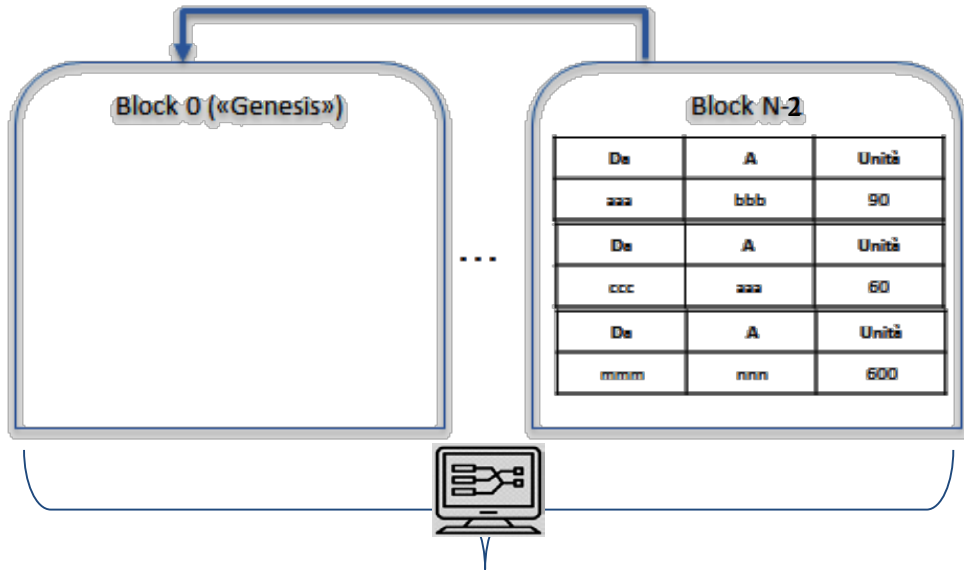 Block 0 («Genesis»)
Block N-2
Da A Unità
aaa bbb 90
Da A Unità
ccc aaa 60
Da A Unità
mmm nnn 600
...